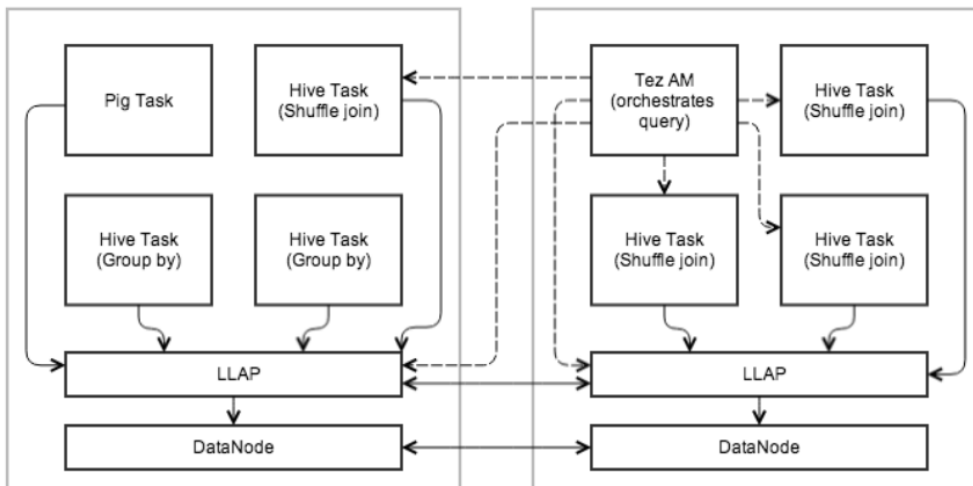 Pig Task
Hive Task
(Shuffle join)
Tez AM
(orchestrates
query)
Hive Task
(Shuffle join)
Hive Task
(Group by)
Hive Task
(Group by)
Hive Task
(Shuffle join)
Hive Task
(Shuffle join)
LLAP
LLAP
DataNode
DataNode